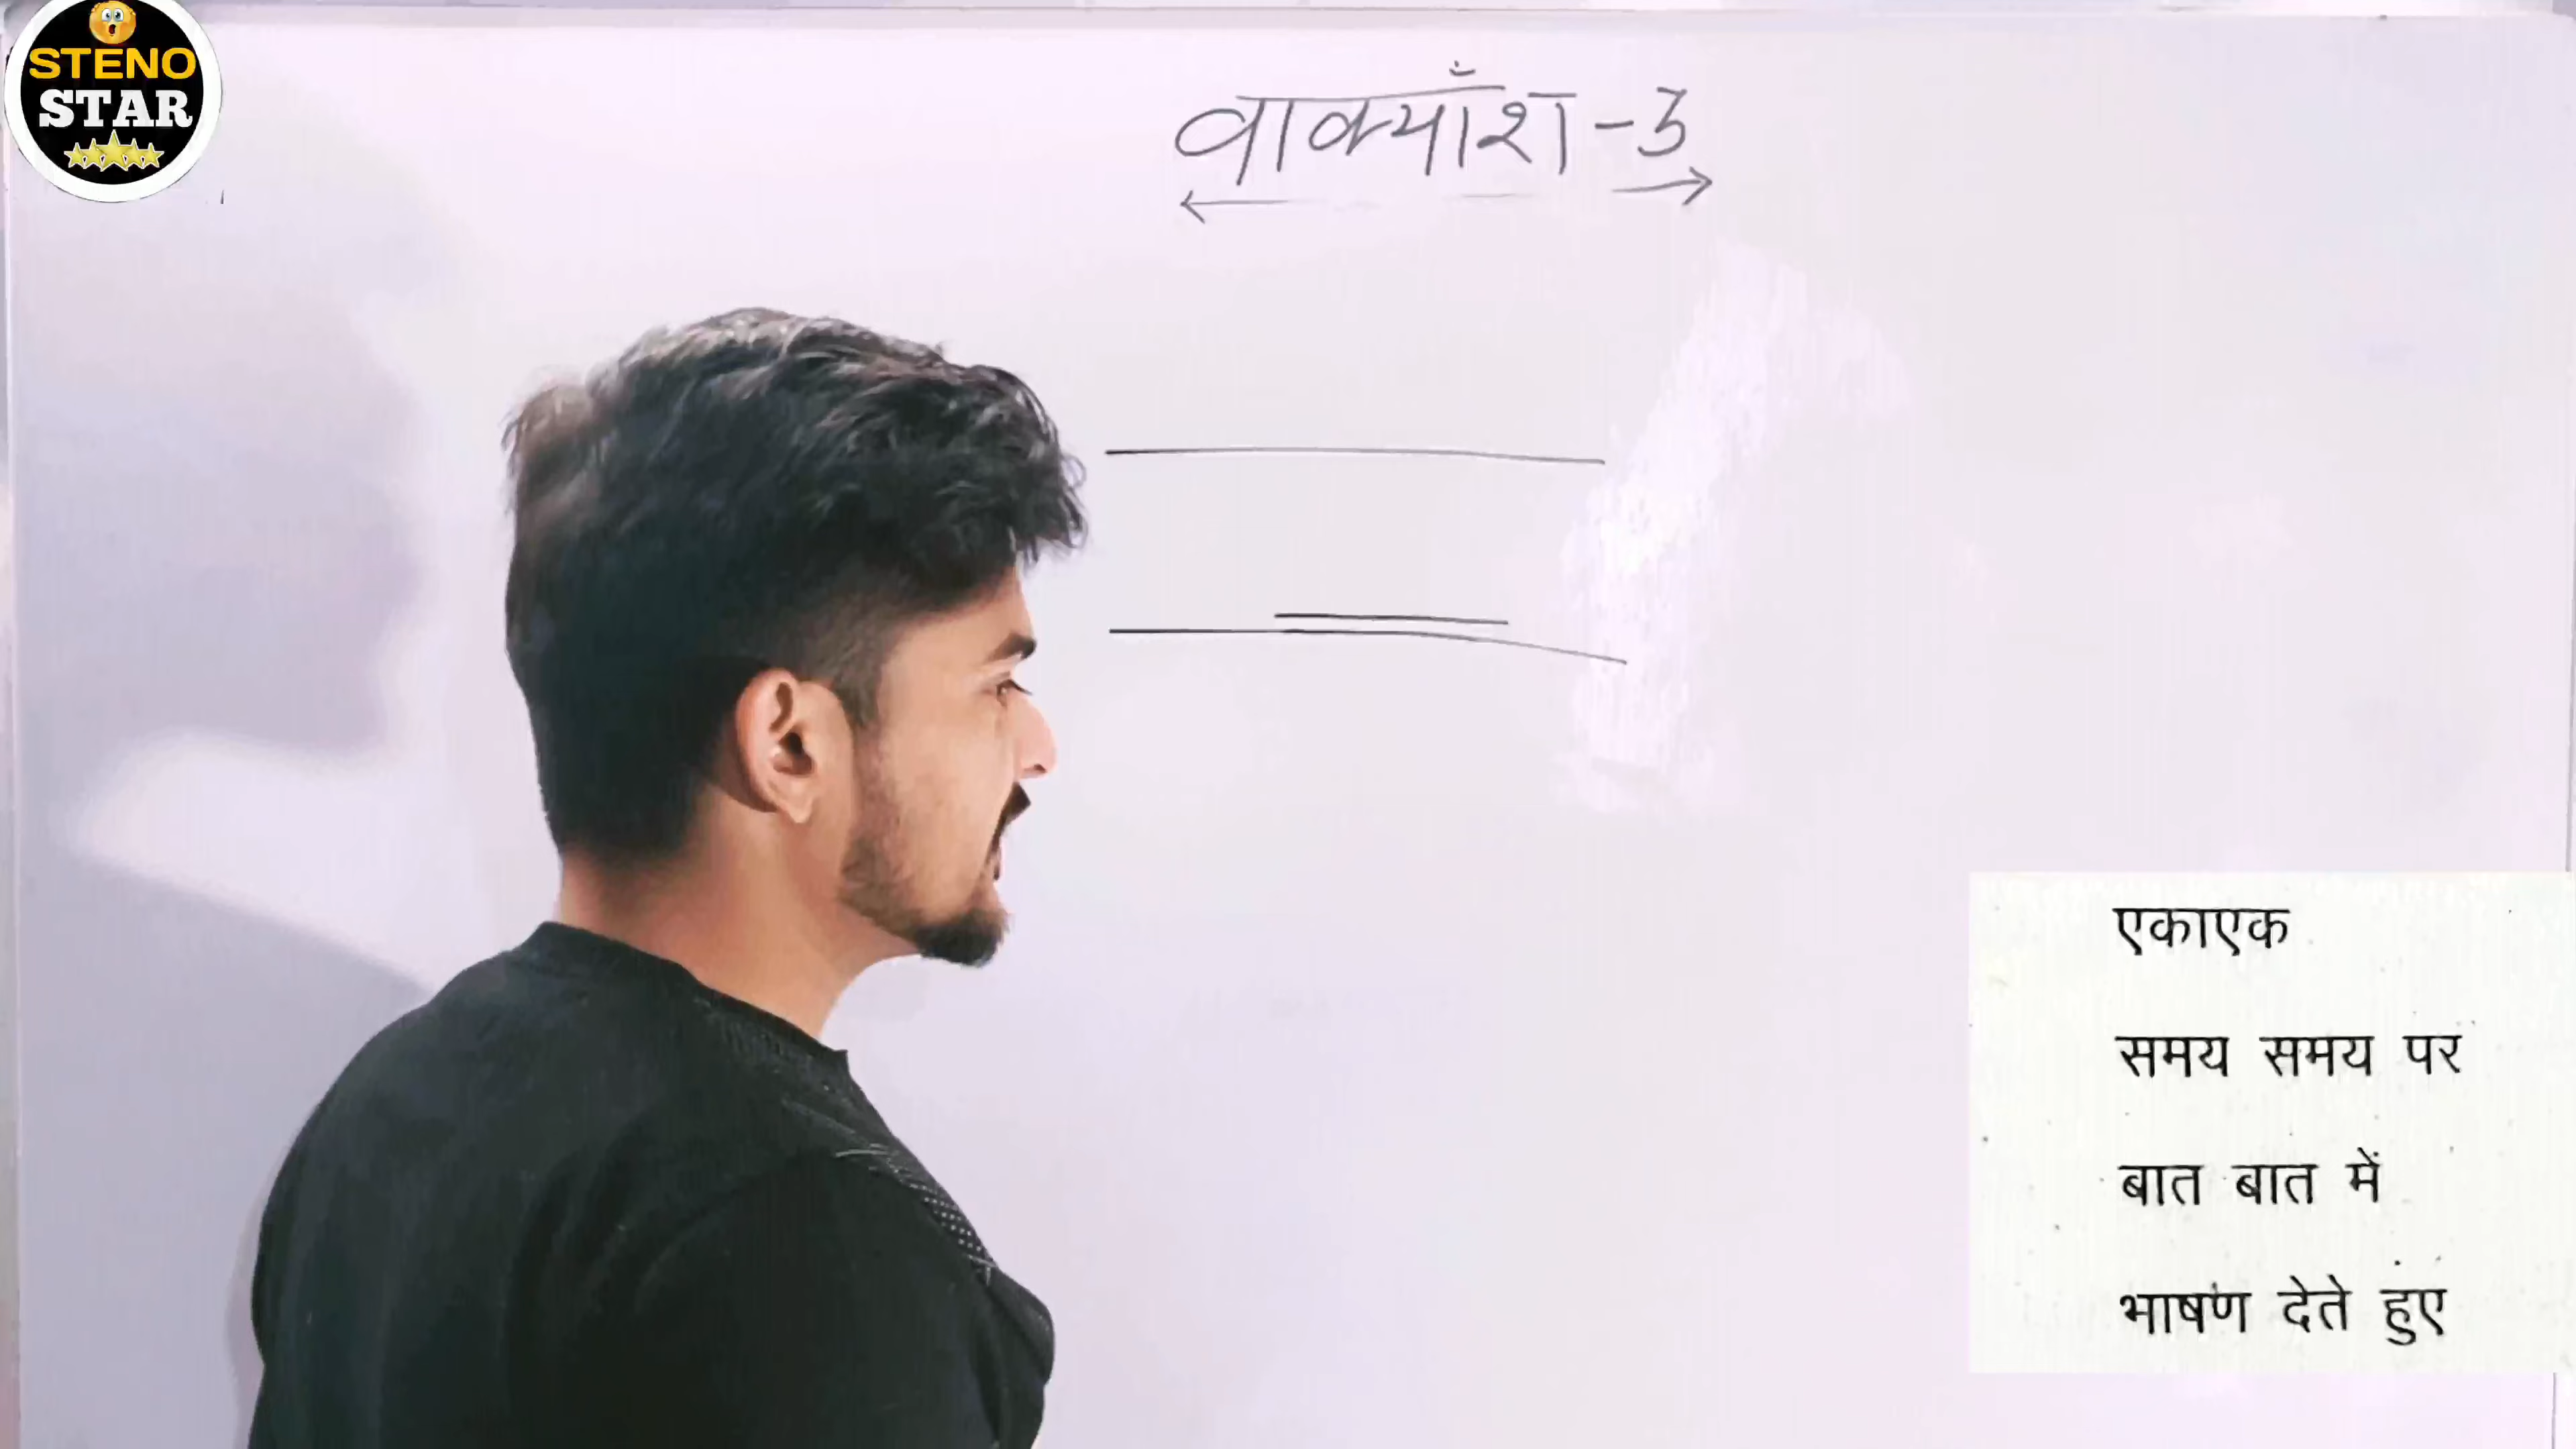 STENO
STAR
वाक्याँश-3
एकाएक
समय समय पर
बात बात में
भाषण देते हुए